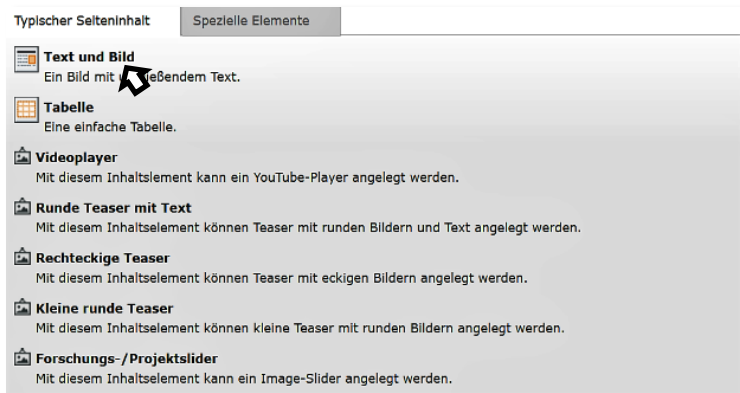 Typischer Seiteninhalt
Spezielle Elemente
Text und Bild
Ein Bild mit
eßendem Text.
Tabelle
Eine einfache Tabelle.
Videoplayer
Mit diesem Inhaltslement kann ein YouTube-Player angelegt werden.
Runde Teaser mit Text
Mit diesem Inhaltselement können Teaser mit runden Bildern und Text angelegt werden.
Rechteckige Teaser
Mit diesem Inhaltselement können Teaser mit eckigen Bildern angelegt werden.
Kleine runde Teaser
Mit diesem Inhaltselement können kleine Teaser mit runden Bildern angelegt werden.
Forschungs-/Projektslider
Mit diesem Inhaltselement kann ein Image-Slider angelegt werden.